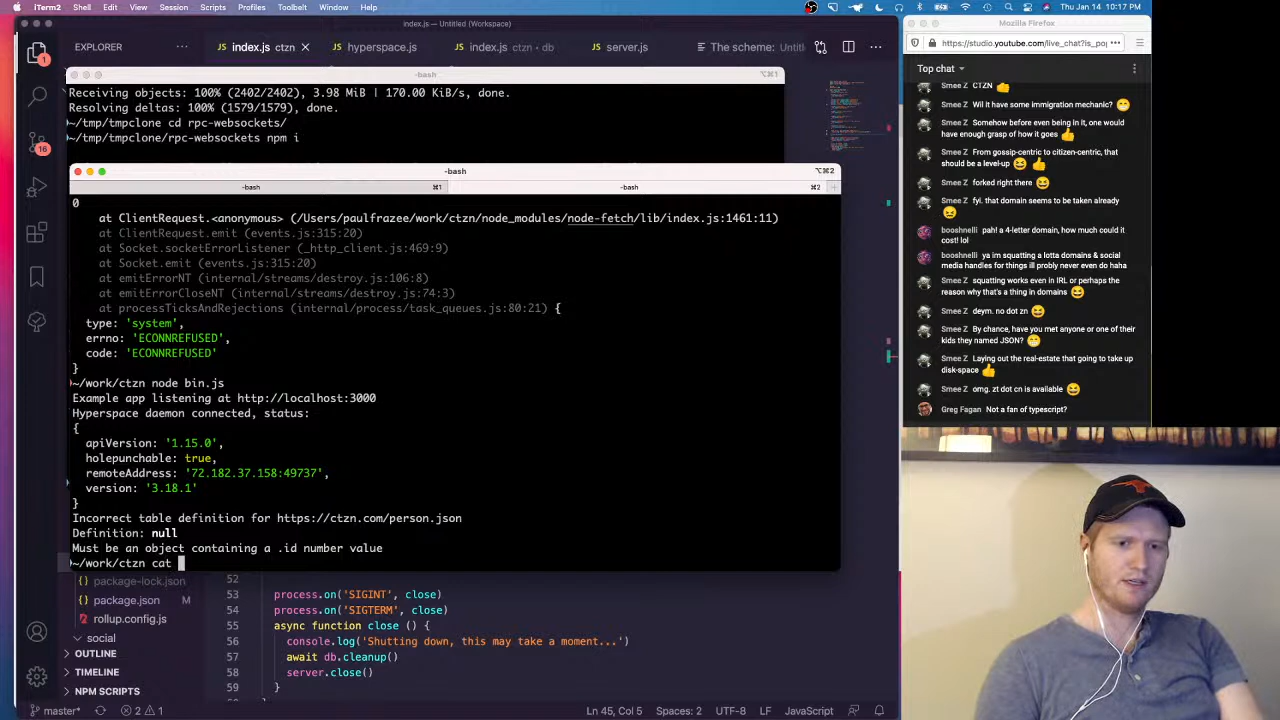 iTerm2 Shell Edit View Session Scripts Profiles Toolbelt Window Help
Thu Jan 14 10:17 PM
index.js — Untitled (Workspace)
EXPLORER
index.js
hyperspace.js
index.js ctzn • db
server.js
The scheme: Untitl
-bash
⌥⌘1
Receiving objects: 100% (2402/2402), 3.98 MiB | 170.00 KiB/s, done.
Resolving deltas: 100% (1579/1579), done.
~/tmp/tmpclone cd rpc-websockets/
~/tmp/tmpclone/rpc-websockets npm i
-bash
⌥⌘2
-bash ⌘1
-bash ⌘2
0
at ClientRequest.<anonymous> (/Users/paulfrazee/work/ctzn/node_modules/node-fetch/lib/index.js:1461:11)
at ClientRequest.emit (events.js:315:20)
at Socket.socketErrorListener (_http_client.js:469:9)
at Socket.emit (events.js:315:20)
at emitErrorNT (internal/streams/destroy.js:106:8)
at emitErrorCloseNT (internal/streams/destroy.js:74:3)
at processTicksAndRejections (internal/process/task_queues.js:80:21) {
type: 'system',
errno: 'ECONNREFUSED',
code: 'ECONNREFUSED'
}
~/work/ctzn node bin.js
Example app listening at http://localhost:3000
Hyperspace daemon connected, status:
{
apiVersion: '1.15.0',
holepunchable: true,
remoteAddress: '72.182.37.158:49737',
version: '3.18.1'
}
Incorrect table definition for https://ctzn.com/person.json
Definition: null
Must be an object containing a .id number value
~/work/ctzn cat
1
16
package-lock.json
package.json M
rollup.config.js
social
OUTLINE
TIMELINE
NPM SCRIPTS
52
53 process.on('SIGINT', close)
54 process.on('SIGTERM', close)
55 async function close () {
56 console.log('Shutting down, this may take a moment...')
57 await db.cleanup()
58 server.close()
59 }
master*
2 1
Ln 45, Col 5
Spaces: 2
UTF-8
LF
JavaScript
Mozilla Firefox
https://studio.youtube.com/live_chat?is_po
Top chat
Smee Z CTZN 👍
Smee Z Wil it have some immigration mechanic? 😁
Smee Z Somehow before even being in it, one would
have enough grasp of how it goes 👍
Smee Z From gossip-centric to citizen-centric, that
should be a level-up 😆 👍
Smee Z forked right there 😆
Smee Z fyi. that domain seems to be taken already
😝
booshnelli pah! a 4-letter domain, how much could it
cost! lol
booshnelli ya im squatting a lotta domains & social
media handles for things ill probly never even do haha
Smee Z squatting works even in IRL or perhaps the
reason why that's a thing in domains 😆
Smee Z deym. no dot zn 😆
Smee Z By chance, have you met anyone or one of their
kids they named JSON? 😁
Smee Z Laying out the real-estate that going to take up
disk-space 👍
Smee Z omg. zt dot cn is available 😆
Greg Fagan Not a fan of typescript?